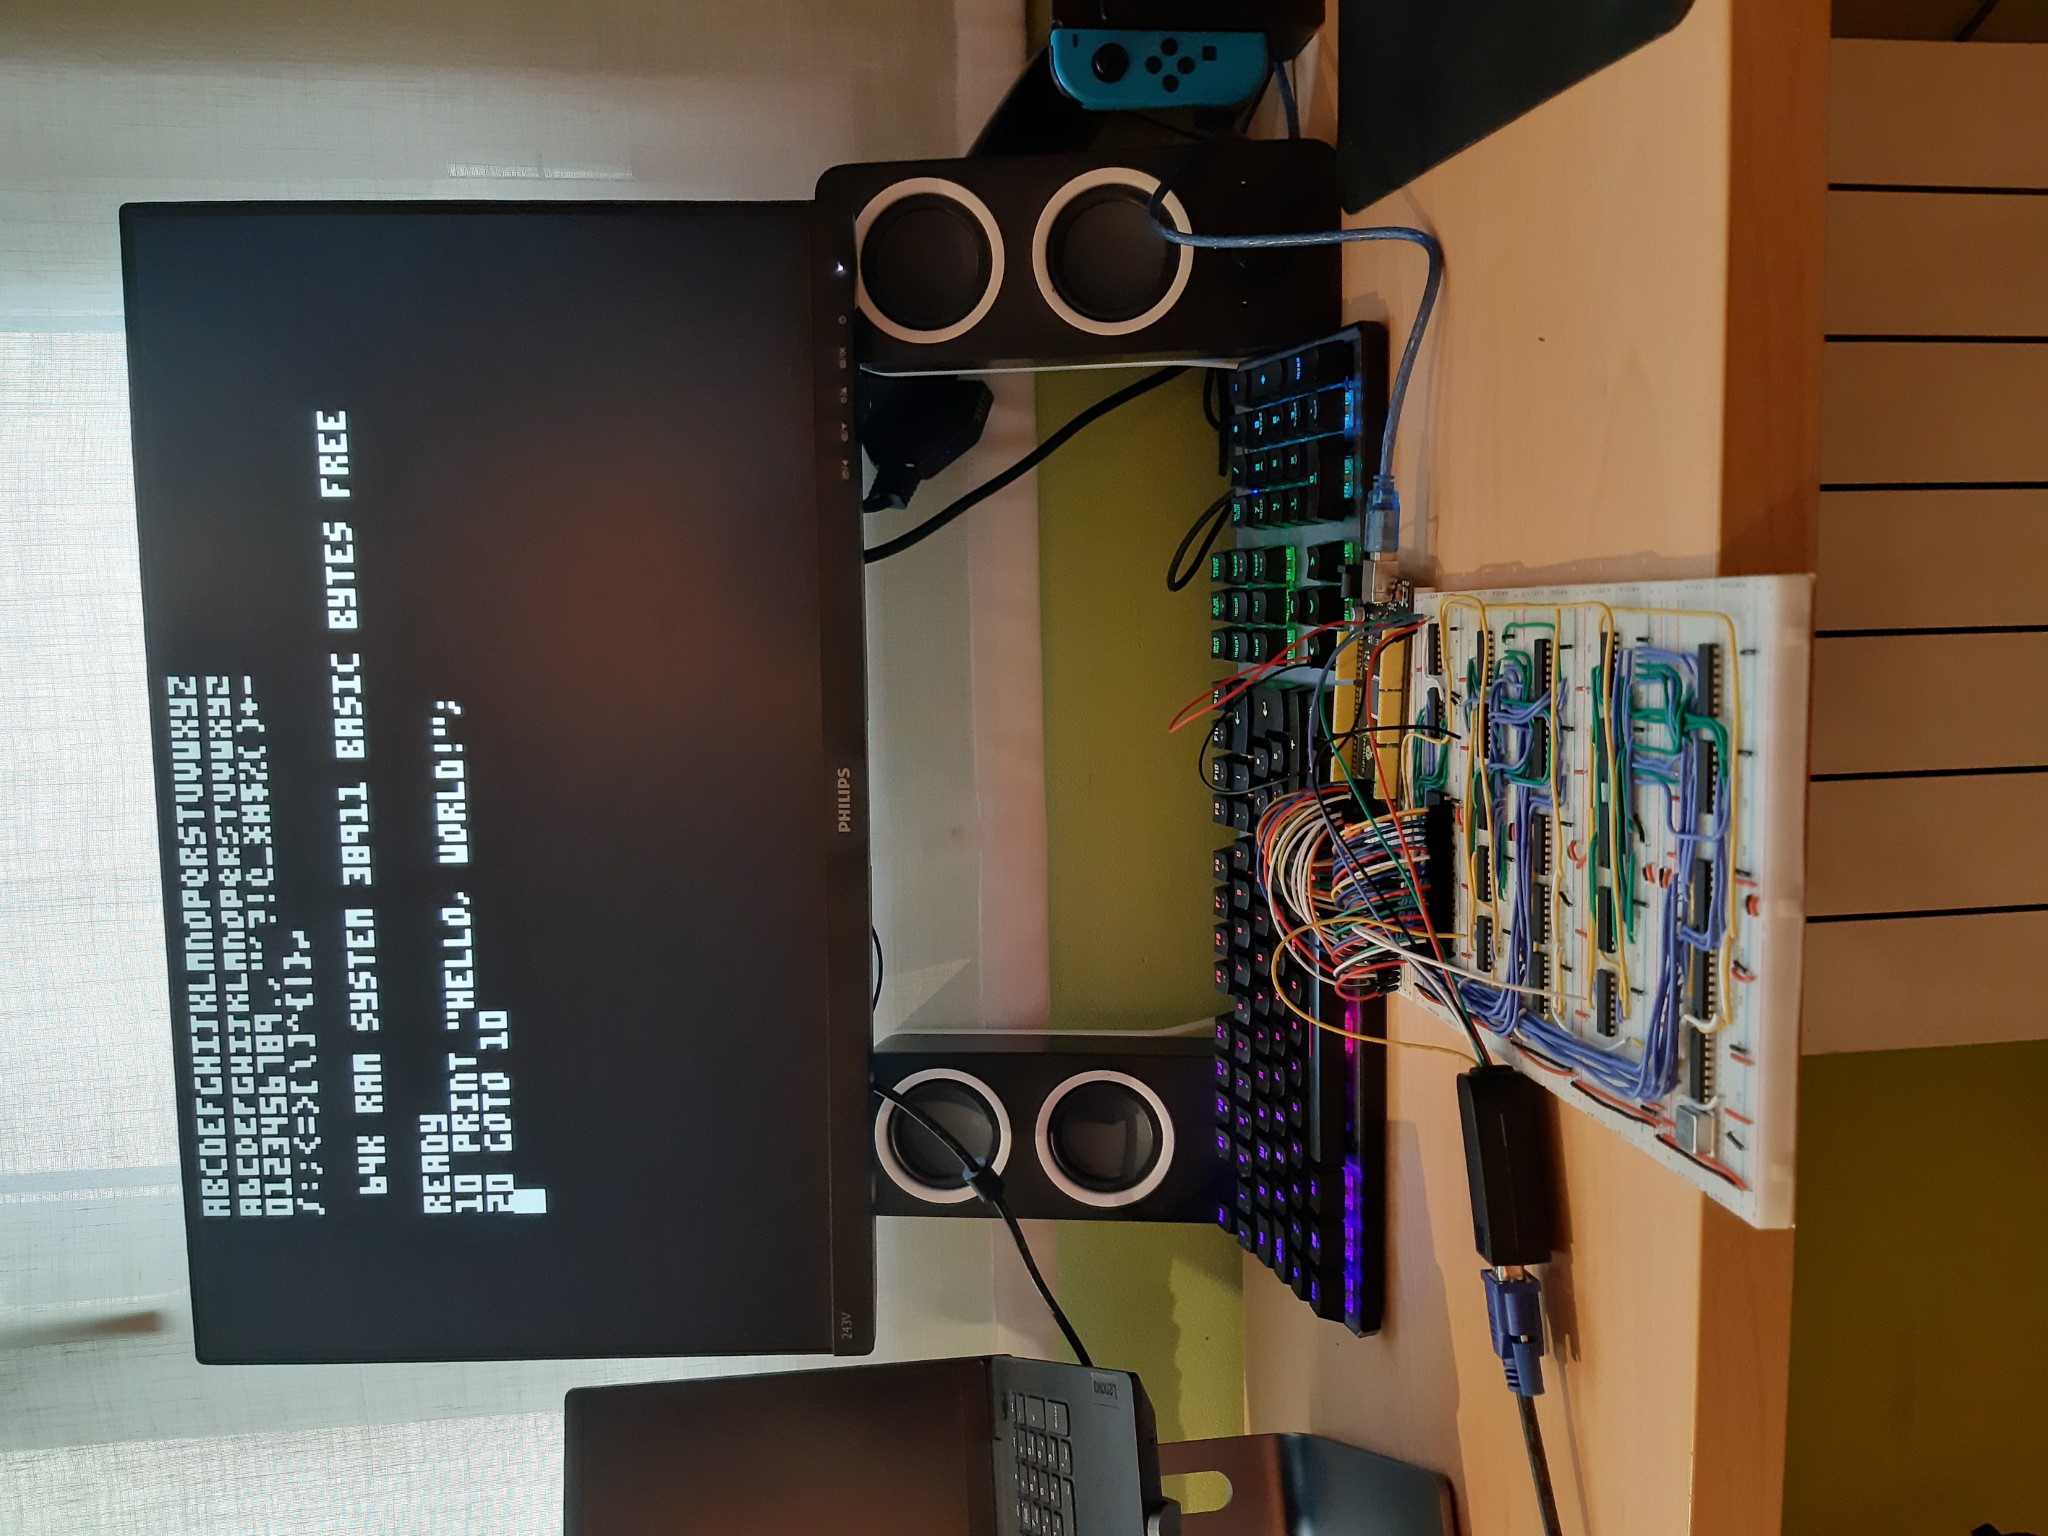 ABCDEFGHIJKLMNOPQRSTUVWXYZ
ABCDEFGHIJKLMNOPQRSTUVWXYZ
0123456789.,"'?!@_*#$%()+-
/:;<=>[\]^{|}
64K RAM SYSTEM 38911 BASIC BYTES FREE
READY
10 PRINT "HELLO, WORLD!";
20 GOTO 10
243V
PHILIPS
Lenovo